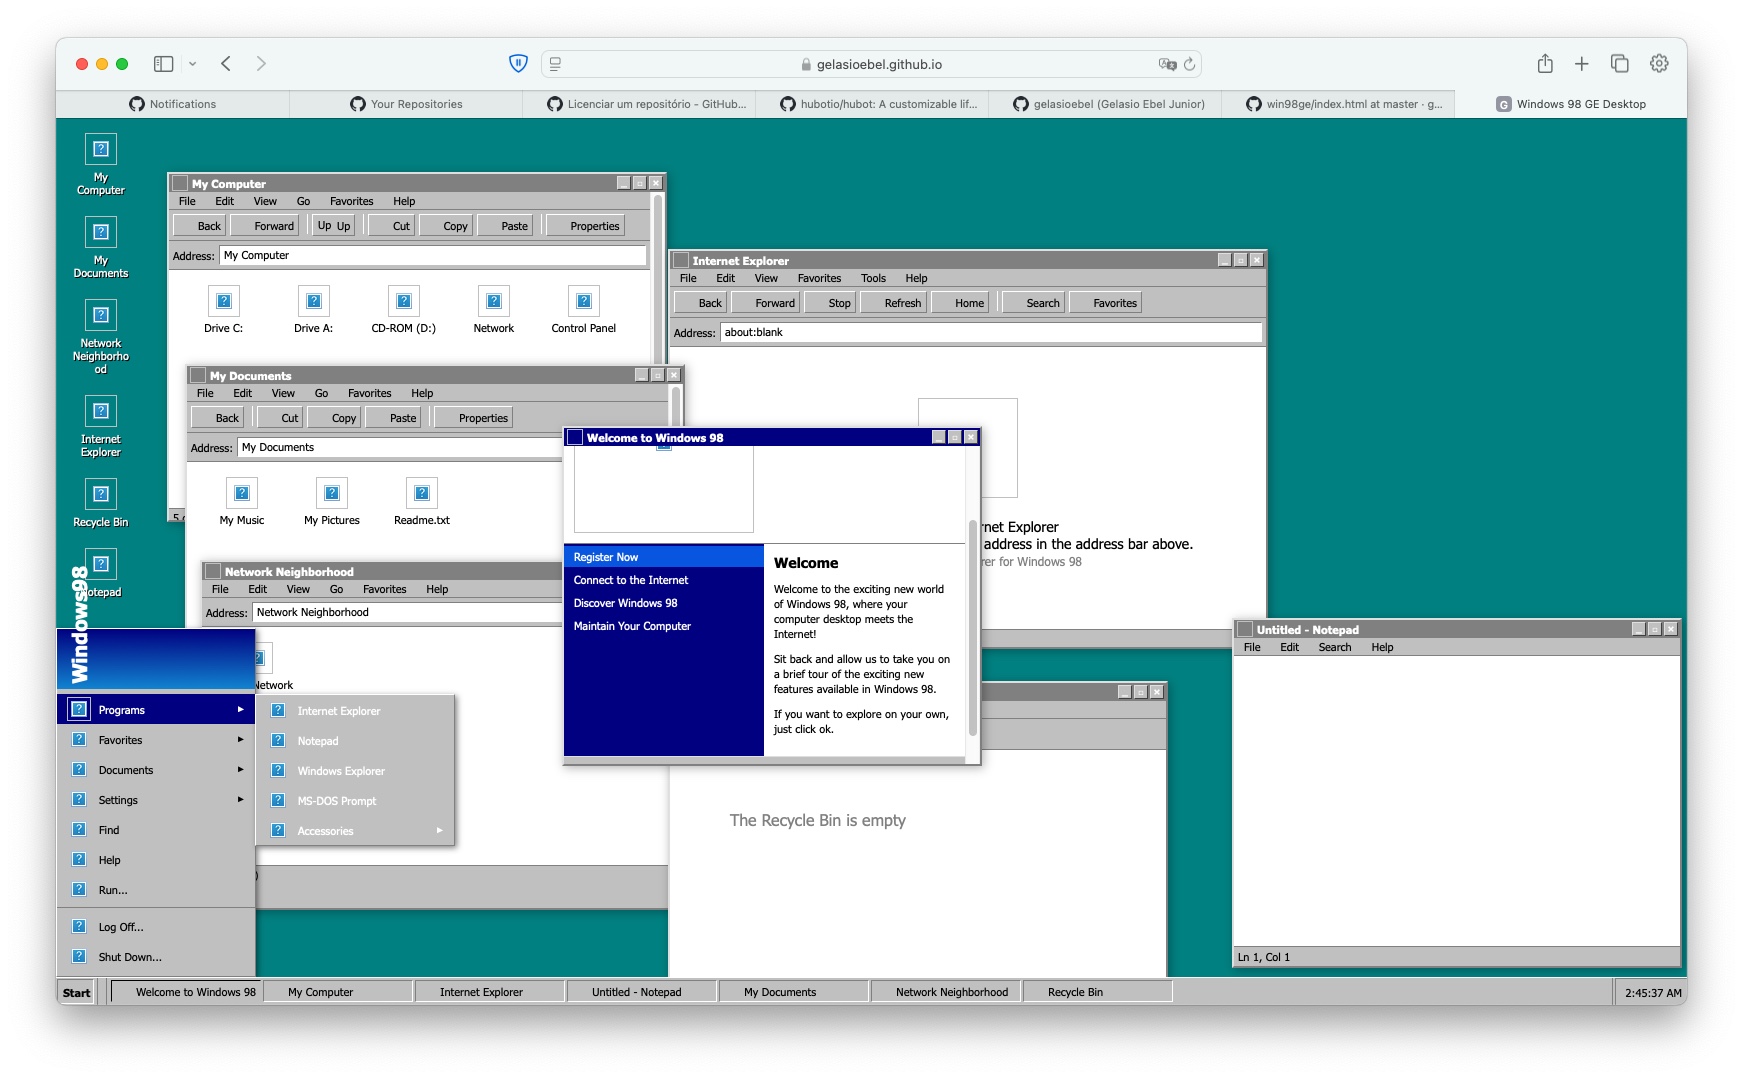 gelasioebel.github.io
Notifications
Your Repositories
Licenciar um repositório - GitHub...
hubotio/hubot: A customizable lif...
gelasioebel (Gelasio Ebel Junior)
win98ge/index.html at master · g...
G
Windows 98 GE Desktop
My
Computer
My
Documents
Network
Neighborho
od
Internet
Explorer
Recycle Bin
otepad
My Computer
File Edit View Go Favorites Help
Back Forward Up Up Cut Copy Paste Properties
Address: My Computer
Drive C: Drive A: CD-ROM (D:) Network Control Panel
5
My Documents
File Edit View Go Favorites Help
Back Cut Copy Paste Properties
Address: My Documents
My Music My Pictures Readme.txt
Network Neighborhood
File Edit View Go Favorites Help
Address: Network Neighborhood
Network
)
Internet Explorer
File Edit View Favorites Tools Help
Back Forward Stop Refresh Home Search Favorites
Address: about:blank
rnet Explorer
address in the address bar above.
rer for Windows 98
Welcome to Windows 98
Register Now
Connect to the Internet
Discover Windows 98
Maintain Your Computer
Welcome
Welcome to the exciting new world
of Windows 98, where your
computer desktop meets the
Internet!
Sit back and allow us to take you on
a brief tour of the exciting new
features available in Windows 98.
If you want to explore on your own,
just click ok.
The Recycle Bin is empty
Untitled - Notepad
File Edit Search Help
Ln 1, Col 1
Windows98
Programs
Favorites
Documents
Settings
Find
Help
Run...
Log Off...
Shut Down...
Internet Explorer
Notepad
Windows Explorer
MS-DOS Prompt
Accessories
Start
Welcome to Windows 98
My Computer
Internet Explorer
Untitled - Notepad
My Documents
Network Neighborhood
Recycle Bin
2:45:37 AM